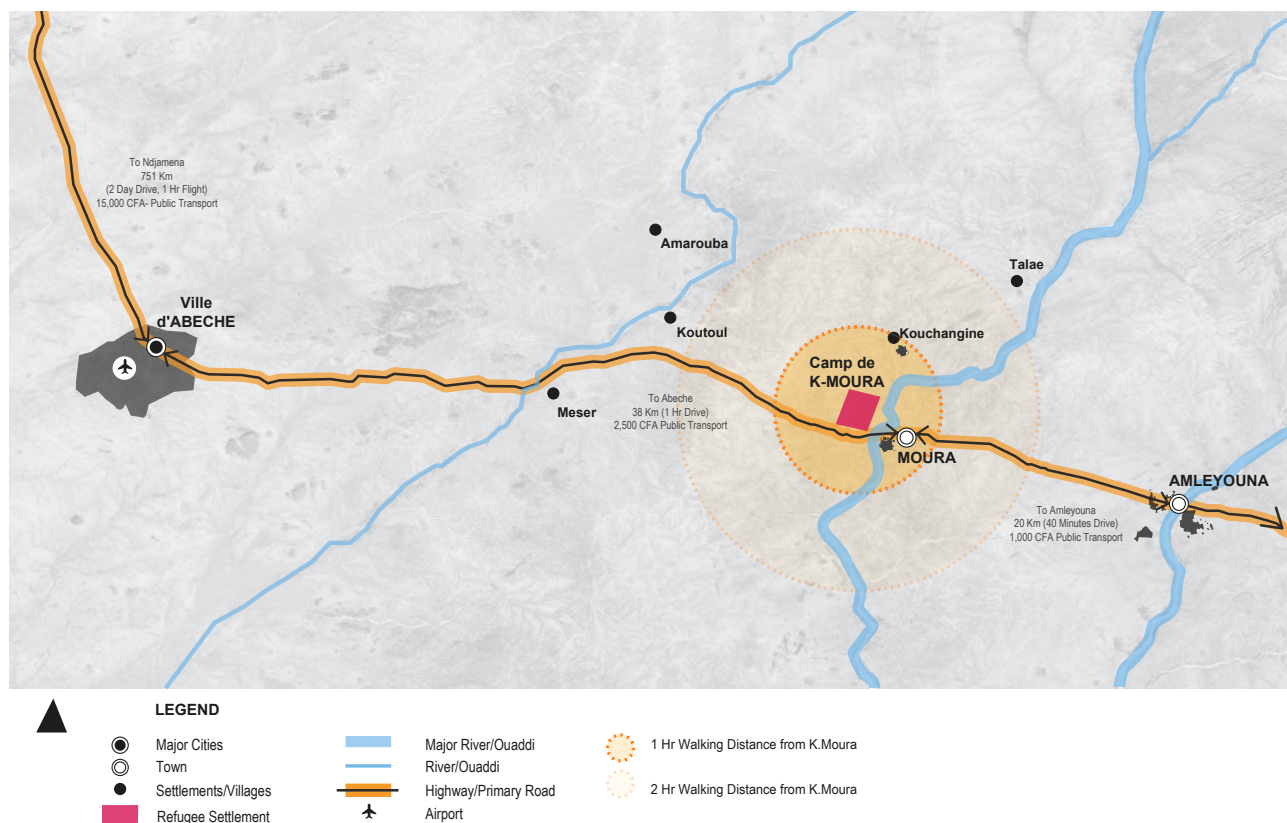 To Ndjamena
751 Km
(2 Day Drive, 1 Hr Flight)
15,000 CFA- Public Transport
Amarouba
Talae
Ville
d'ABECHE
Koutoul
Kouchangine
Camp de
K-MOURA
Meser
To Abeche
38 Km (1 Hr Drive)
2,500 CFA Public Transport
MOURA
AMLEYOUNA
To Amleyouna
20 Km (40 Minutes Drive)
1,000 CFA Public Transport
LEGEND
Major Cities
Town
Settlements/Villages
Refugee Settlement
Major River/Ouaddi
River/Ouaddi
Highway/Primary Road
Airport
1 Hr Walking Distance from K.Moura
2 Hr Walking Distance from K.Moura